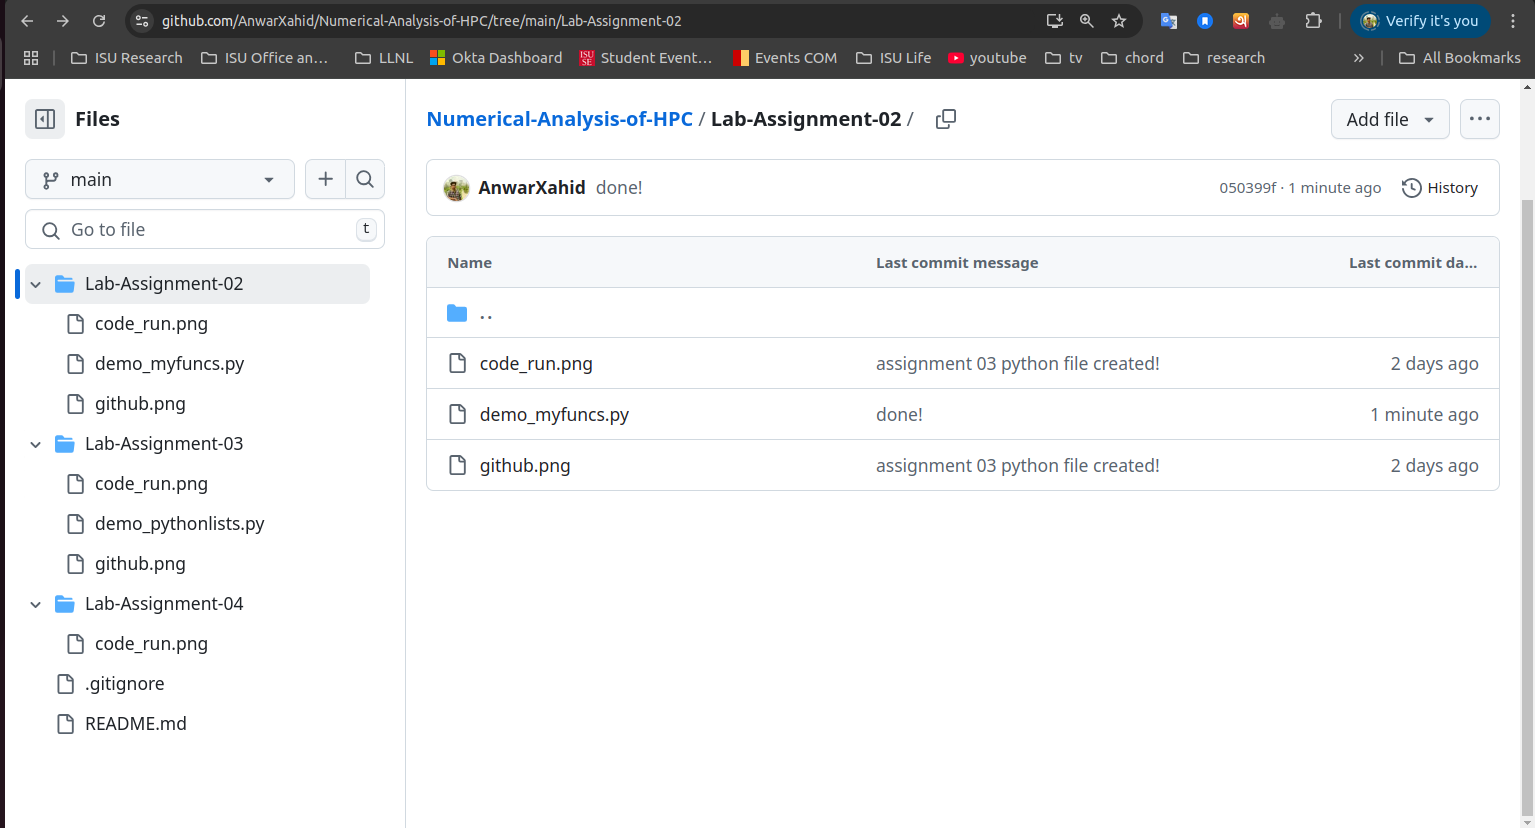 github.com/AnwarXahid/Numerical-Analysis-of-HPC/tree/main/Lab-Assignment-02
Verify it's you
ISU Research
ISU Office an...
LLNL
Okta Dashboard
ISU SE
Student Event...
Events COM
ISU Life
youtube
tv
chord
research
»
All Bookmarks
Files
Numerical-Analysis-of-HPC / Lab-Assignment-02 /
Add file
main
AnwarXahid done!
050399f · 1 minute ago
History
Go to file
t
Name Last commit message Last commit da...
Lab-Assignment-02
code_run.png
demo_myfuncs.py
github.png
Lab-Assignment-03
code_run.png
demo_pythonlists.py
github.png
Lab-Assignment-04
code_run.png
.gitignore
README.md
..
code_run.png assignment 03 python file created! 2 days ago
demo_myfuncs.py done! 1 minute ago
github.png assignment 03 python file created! 2 days ago